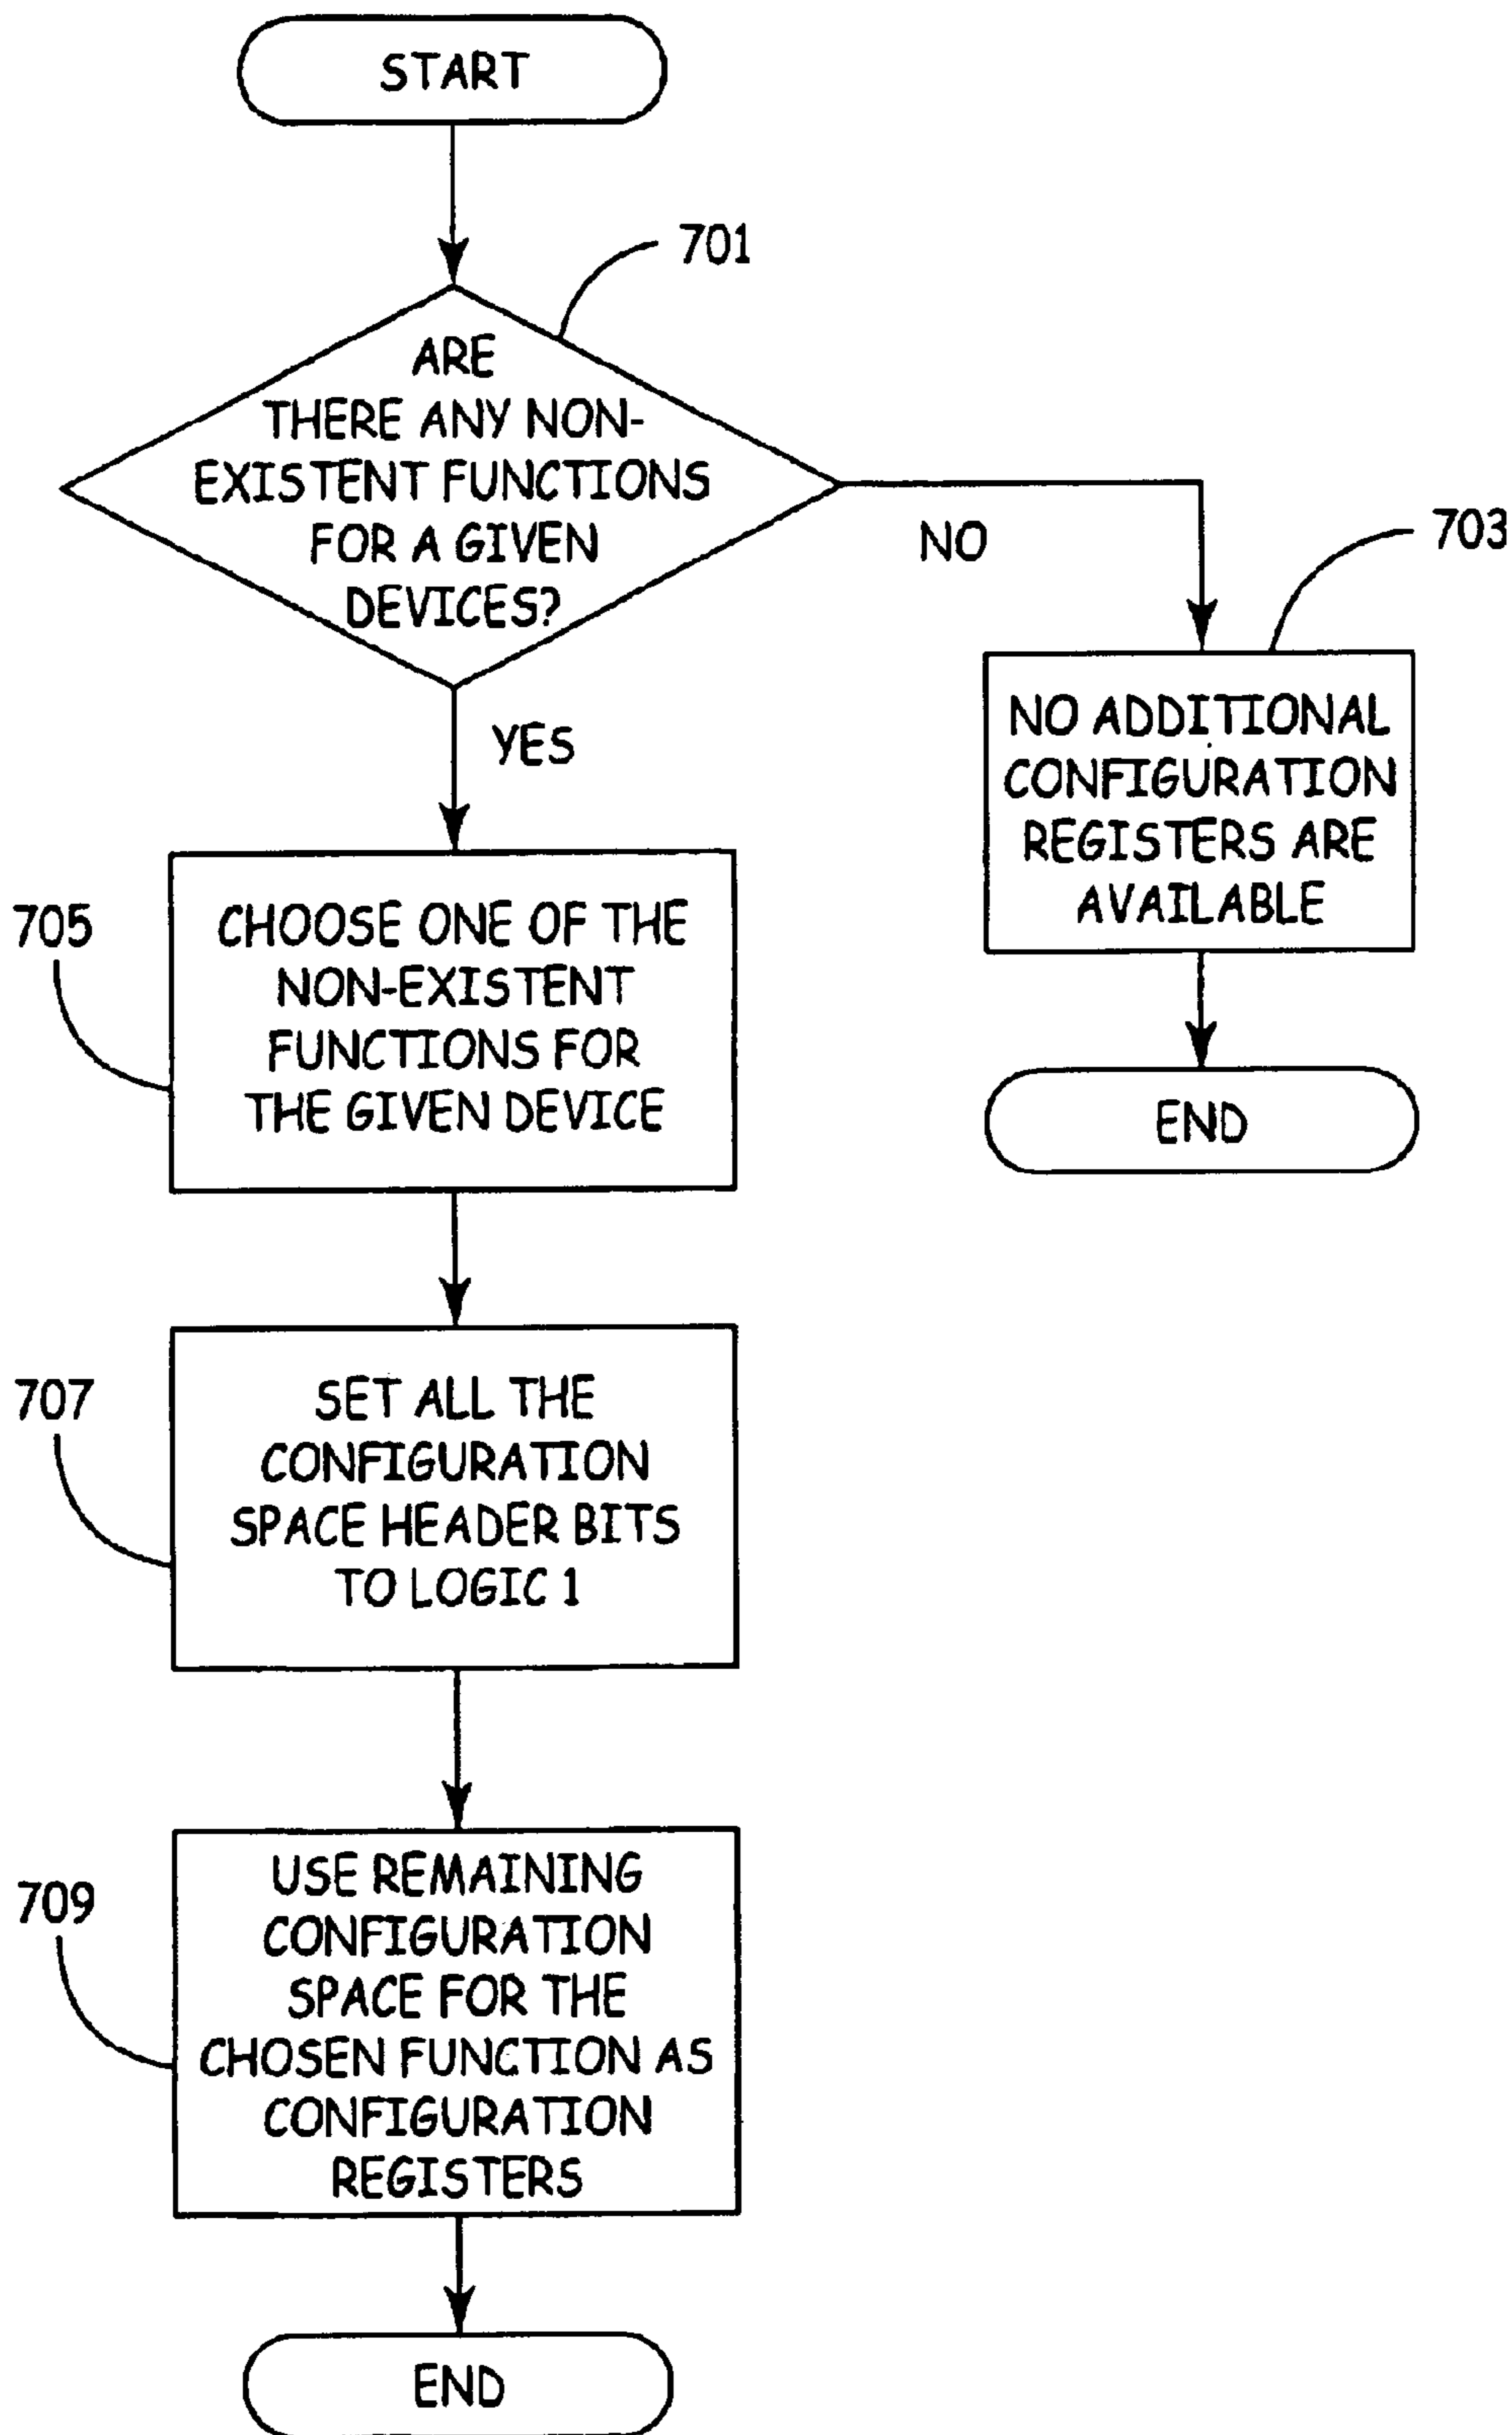 START
701
ARE
THERE ANY NON-
EXISTENT FUNCTIONS
FOR A GIVEN
DEVICES?
NO
703
NO ADDITIONAL
CONFIGURATION
REGISTERS ARE
AVAILABLE
END
YES
705
CHOOSE ONE OF THE
NON-EXISTENT
FUNCTIONS FOR
THE GIVEN DEVICE
707
SET ALL THE
CONFIGURATION
SPACE HEADER BITS
TO LOGIC 1
709
USE REMAINING
CONFIGURATION
SPACE FOR THE
CHOSEN FUNCTION AS
CONFIGURATION
REGISTERS
END